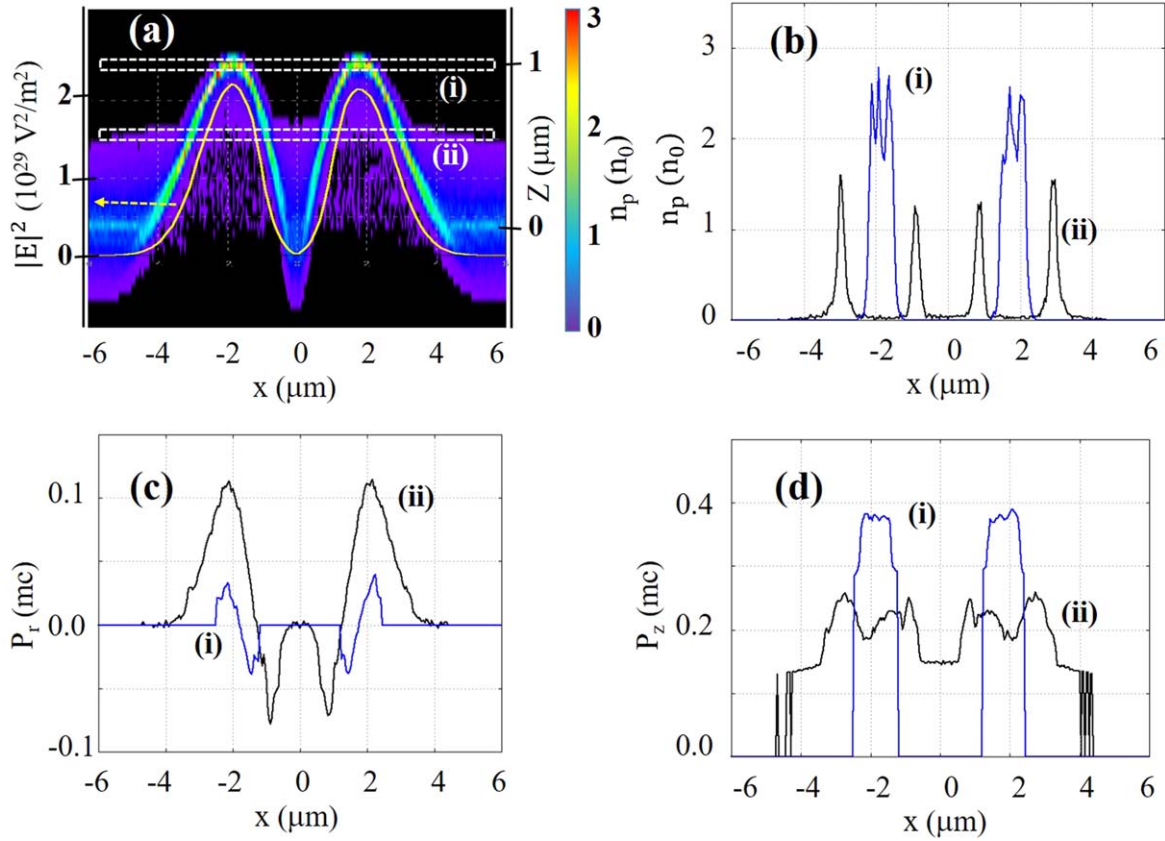 (a)
(i)
(ii)
|E|² (10²⁹ V²/m²)
2
1
0
1
0
Z (μm)
3
2
1
0
n_p (n_0)
-6 -4 -2 0 2 4 6
x (μm)
(b)
(i)
(ii)
n_p (n_0)
3
2
1
0
-6 -4 -2 0 2 4 6
x (μm)
(c)
(ii)
(i)
P_r (mc)
0.1
0.0
-0.1
-6 -4 -2 0 2 4 6
x (μm)
(d)
(i)
(ii)
P_z (mc)
0.4
0.2
0.0
-6 -4 -2 0 2 4 6
x (μm)